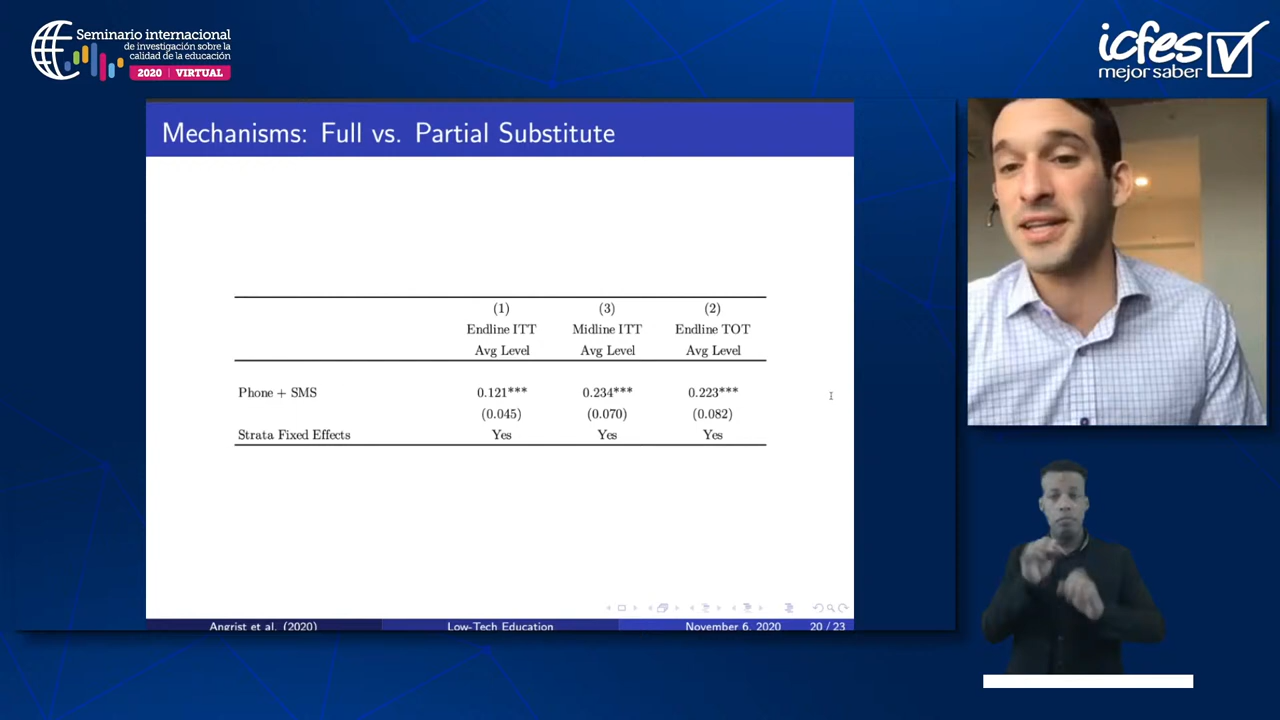 Seminario internacional
de investigación sobre la
calidad de la educación
2020 | VIRTUAL
icfes
mejor saber
Mechanisms: Full vs. Partial Substitute
(1) (3) (2)
Endline ITT Midline ITT Endline TOT
Avg Level Avg Level Avg Level
Phone + SMS 0.121*** 0.234*** 0.223***
(0.045) (0.070) (0.082)
Strata Fixed Effects Yes Yes Yes
Angrist et al. (2020) Low-Tech Education November 6, 2020 20 / 23